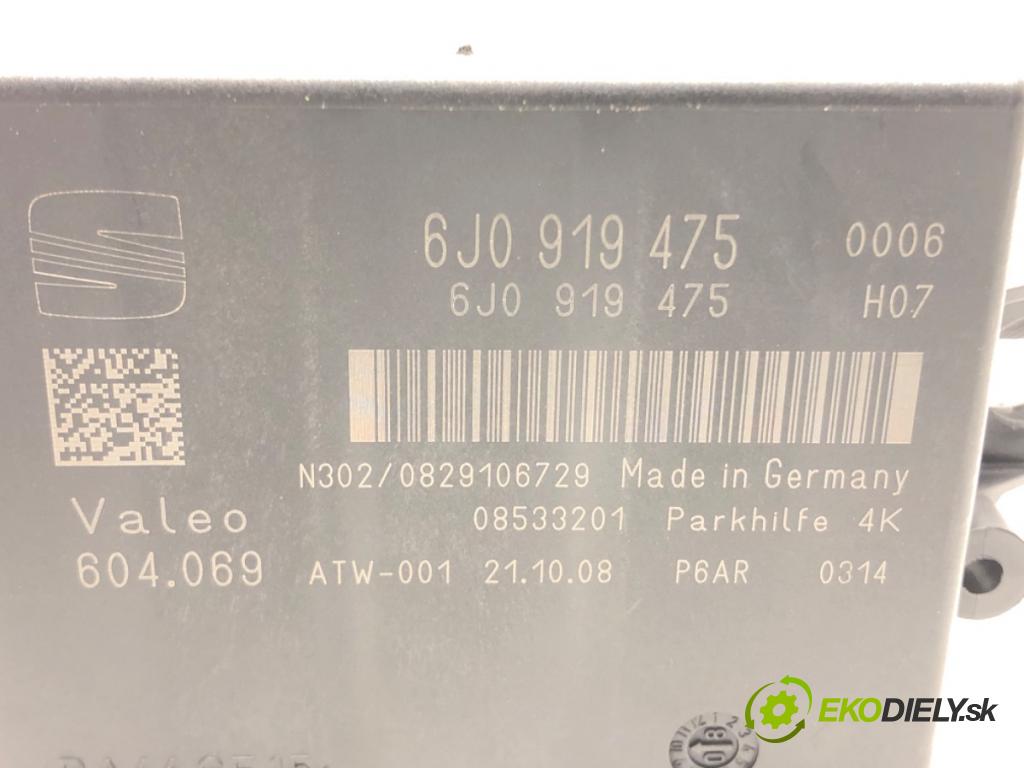 6J0 919 475 0006
6J0 919 475 H07
N302/0829106729 Made in Germany
Valeo 08533201 Parkhilfe 4K
604.069 ATW-001 21.10.08 P6AR 0314
EKODIELY.sk